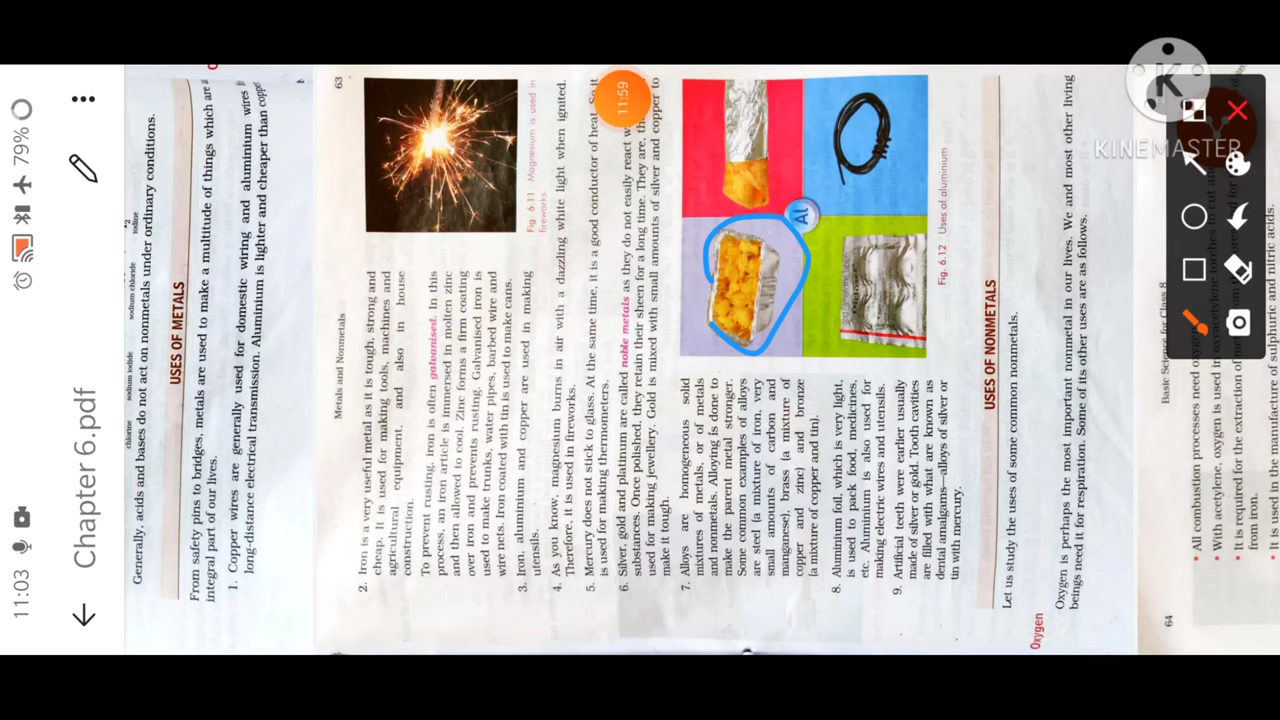 11:03
79%
Chapter 6.pdf
chlorine
sodium iodide
sodium chloride
iodine
Generally, acids and bases do not act on nonmetals under ordinary conditions.
USES OF METALS
From safety pins to bridges, metals are used to make a multitude of things which are
integral part of our lives.
1. Copper wires are generally used for domestic wiring and aluminium wires
long-distance electrical transmission. Aluminium is lighter and cheaper than
Metals and Nonmetals
63
2. Iron is a very useful metal as it is tough, strong and
cheap. It is used for making tools, machines and
agricultural equipment, and also in house
construction.
To prevent rusting, iron is often galvanised. In this
process, an iron article is immersed in molten zinc
and then allowed to cool. Zinc forms a firm coating
over iron and prevents rusting. Galvanised iron is
used to make trunks, water pipes, barbed wire and
wire nets. Iron coated with tin is used to make cans.
3. Iron, aluminium and copper are used in making
utensils.
Fig. 6.11 Magnesium is used in
fireworks.
4. As you know, magnesium burns in air with a dazzling white light when ignited.
Therefore, it is used in fireworks.
5. Mercury does not stick to glass. At the same time, it is a good conductor of heat. So it
is used for making thermometers.
6. Silver, gold and platinum are called noble metals as they do not easily react
substances. Once polished, they retain their sheen for a long time. They are,
used for making jewellery. Gold is mixed with small amounts of silver and copper to
make it tough.
11:59
7. Alloys are homogeneous solid
mixtures of metals, or of metals
and nonmetals. Alloying is done to
make the parent metal stronger.
Some common examples of alloys
are steel (a mixture of iron, very
small amounts of carbon and
manganese), brass (a mixture of
copper and zinc) and bronze
(a mixture of copper and tin).
8. Aluminium foil, which is very light,
is used to pack food, medicines,
etc. Aluminium is also used for
making electric wires and utensils.
9. Artificial teeth were earlier usually
made of silver or gold. Tooth cavities
are filled with what are known as
dental amalgams—alloys of silver or
tin with mercury.
Al
Fig. 6.12 Uses of aluminium
USES OF NONMETALS
Let us study the uses of some common nonmetals.
Oxygen
Oxygen is perhaps the most important nonmetal in our lives. We and most other living
beings need it for respiration. Some of its other uses are as follows.
64
Basic Science for Class 8
• All combustion processes need
• With acetylene, oxygen is used in oxyacetylene torches to cut
• It is required for the extraction of
from iron.
• It is used in the manufacture of sulphuric and nitric acids.
K
KINEMASTER